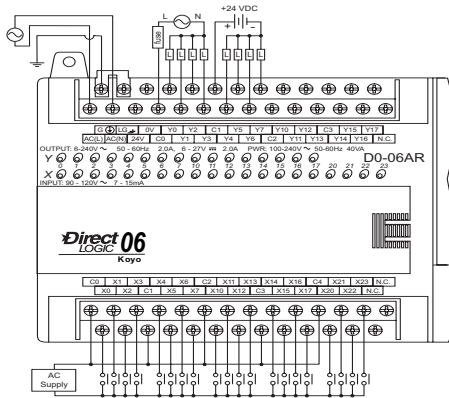 +24 VDC
L N + -
fuse L L L L L L L L
G LG 0V Y0 Y2 C1 Y5 Y7 Y10 Y12 C3 Y15 Y17
AC(L) AC(N) 24V C0 Y1 Y3 Y4 Y6 C2 Y11 Y13 Y14 Y16 N.C.
OUTPUT: 6-240V ~ 50 - 60Hz 2.0A, 6 - 27V ⎓ 2.0A PWR: 100-240V ~ 50-60Hz 40VA
Y D0-06AR
0 1 2 3 4 5 6 7 10 11 12 13 14 15 16 17 20 21 22 23
X
INPUT: 90 - 120V ~ 7 - 15mA
Direct
LOGIC 06
Koyo
C0 X1 X3 X4 X6 C2 X11 X13 X14 X16 C4 X21 X23 N.C.
X0 X2 C1 X5 X7 X10 X12 C3 X15 X17 X20 X22 N.C.
AC
Supply